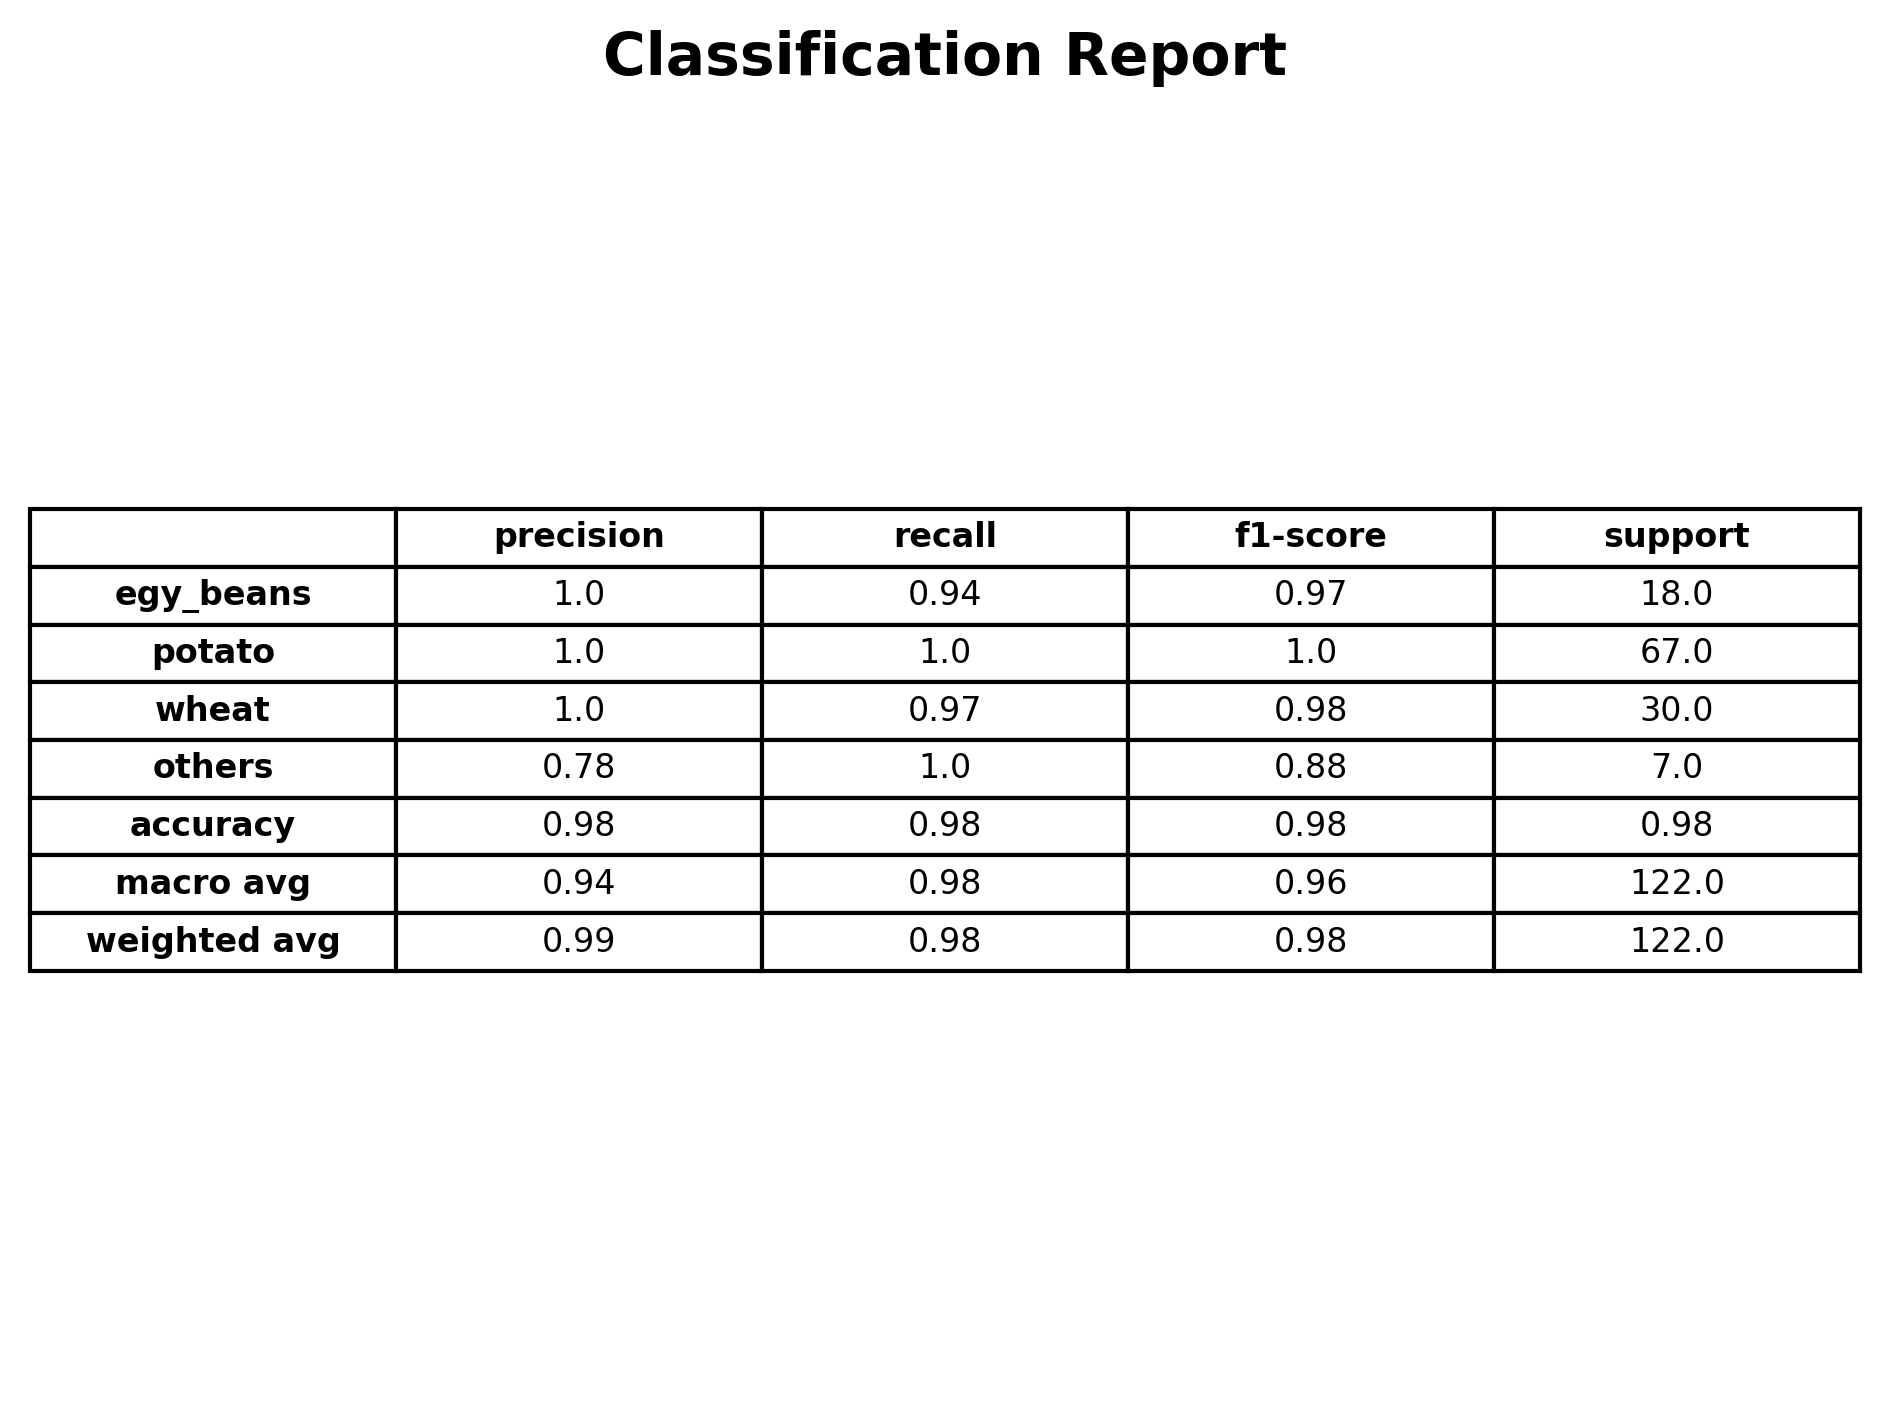 Classification Report
precision recall f1-score support
egy_beans 1.0 0.94 0.97 18.0
potato 1.0 1.0 1.0 67.0
wheat 1.0 0.97 0.98 30.0
others 0.78 1.0 0.88 7.0
accuracy 0.98 0.98 0.98 0.98
macro avg 0.94 0.98 0.96 122.0
weighted avg 0.99 0.98 0.98 122.0